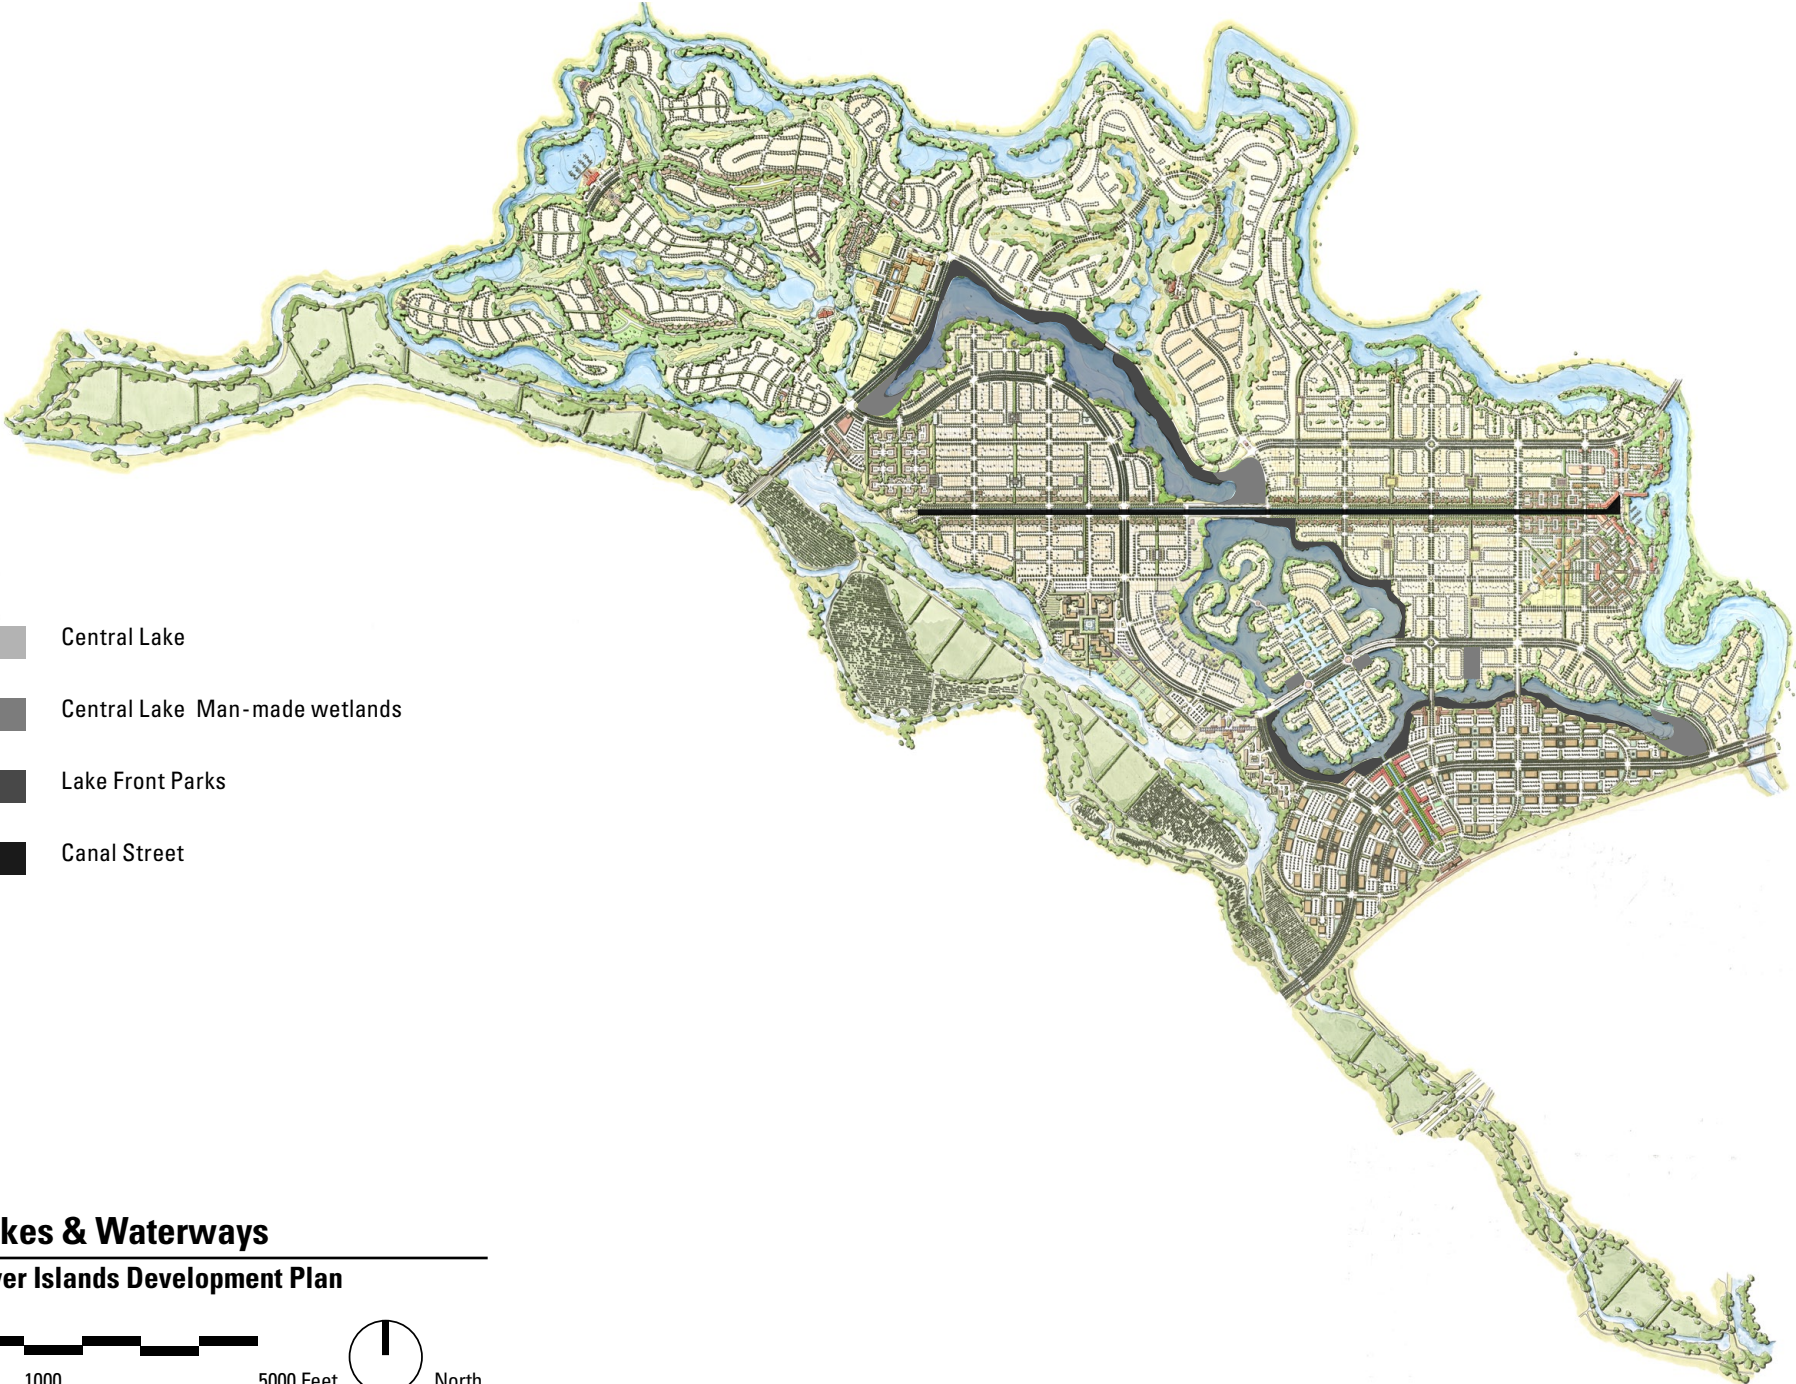 Central Lake
Central Lake Man-made wetlands
Lake Front Parks
Canal Street
kes & Waterways
ver Islands Development Plan
1000 5000 Feet North